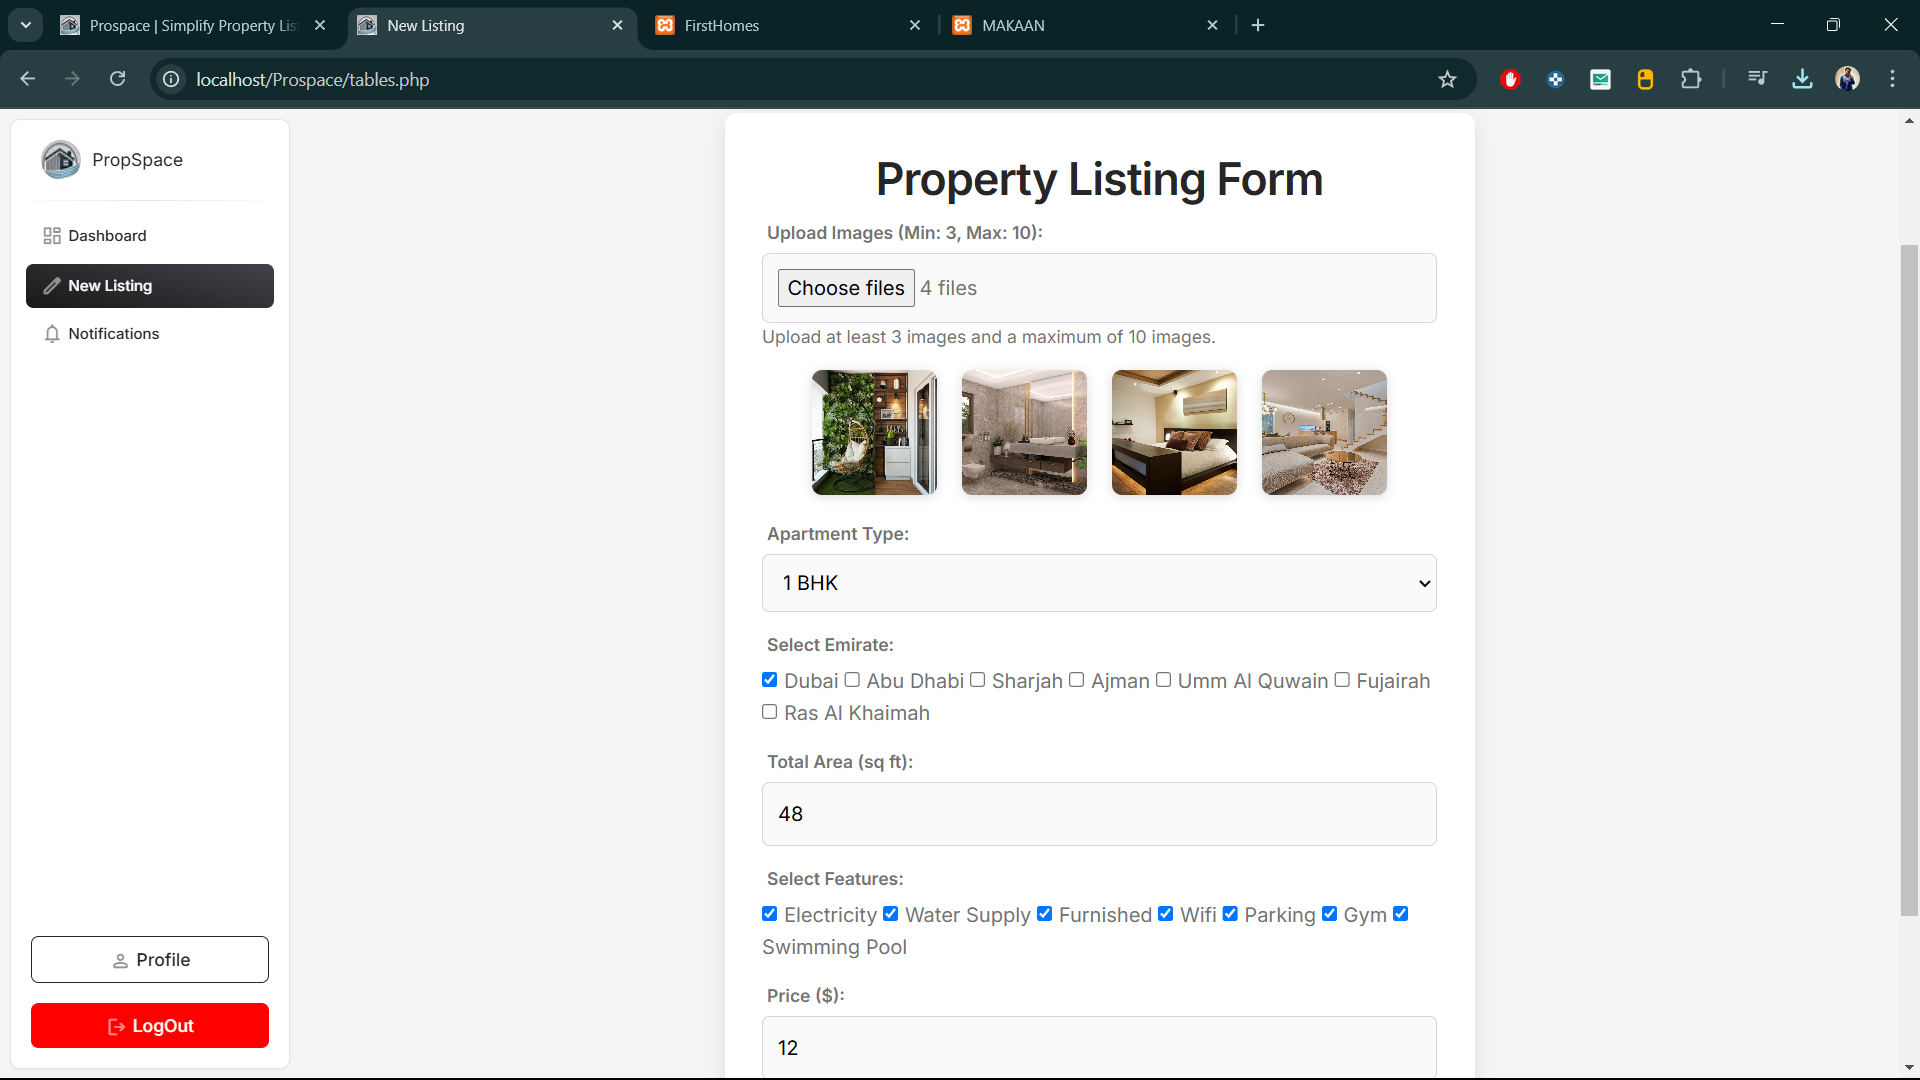 Prospace | Simplify Property Lis
New Listing
FirstHomes
MAKAAN
localhost/Prospace/tables.php
PropSpace
Dashboard
New Listing
Notifications
Profile
LogOut
Property Listing Form
Upload Images (Min: 3, Max: 10):
Choose files 4 files
Upload at least 3 images and a maximum of 10 images.
Apartment Type:
1 BHK
Select Emirate:
Dubai Abu Dhabi Sharjah Ajman Umm Al Quwain Fujairah
Ras Al Khaimah
Total Area (sq ft):
48
Select Features:
Electricity Water Supply Furnished Wifi Parking Gym
Swimming Pool
Price ($):
12